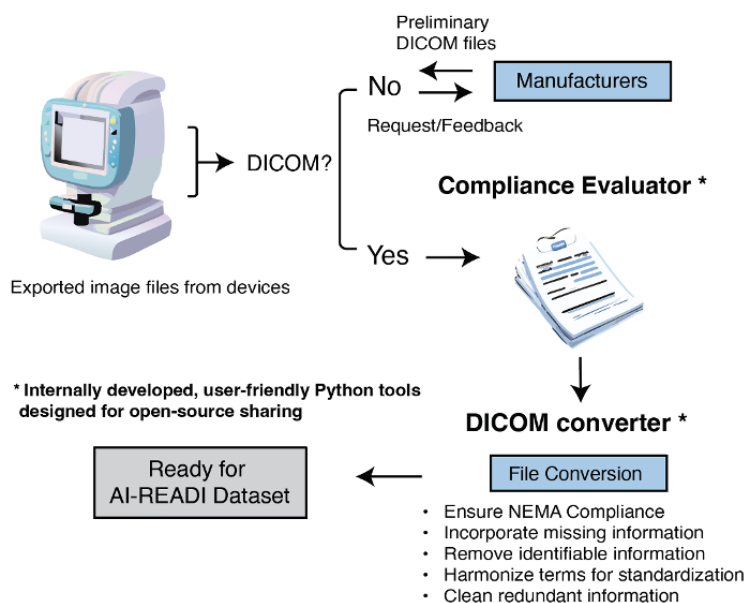 Preliminary
DICOM files
No
Manufacturers
Request/Feedback
DICOM?
Compliance Evaluator *
Yes
Exported image files from devices
* Internally developed, user-friendly Python tools
designed for open-source sharing
DICOM converter *
Ready for
AI-READI Dataset
File Conversion
• Ensure NEMA Compliance
• Incorporate missing information
• Remove identifiable information
• Harmonize terms for standardization
• Clean redundant information